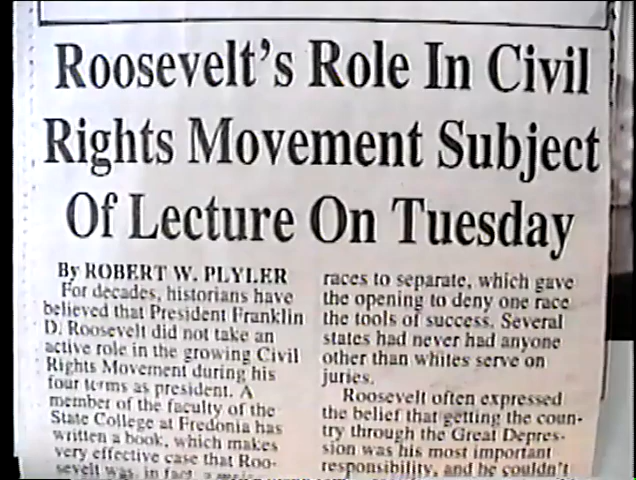 Roosevelt's Role In Civil
Rights Movement Subject
Of Lecture On Tuesday
By ROBERT W. PLYLER
For decades, historians have
believed that President Franklin
D. Roosevelt did not take an
active role in the growing Civil
Rights Movement during his
four terms as president. A
member of the faculty of the
State College at Fredonia has
written a book, which makes
very effective case that Roo-
sevelt was, in fact, a
races to separate, which gave
the opening to deny one race
the tools of success. Several
states had never had anyone
other than whites serve on
juries.
Roosevelt often expressed
the belief that getting the coun-
try through the Great Depres-
sion was his most important
responsibility, and he couldn't